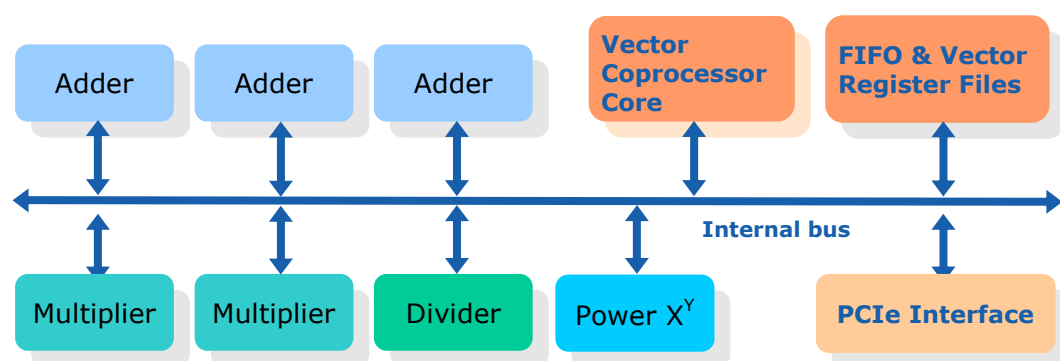 Adder
Adder
Adder
Vector
Coprocessor
Core
FIFO & Vector
Register Files
Internal bus
Multiplier
Multiplier
Divider
Power X^Y
PCIe Interface